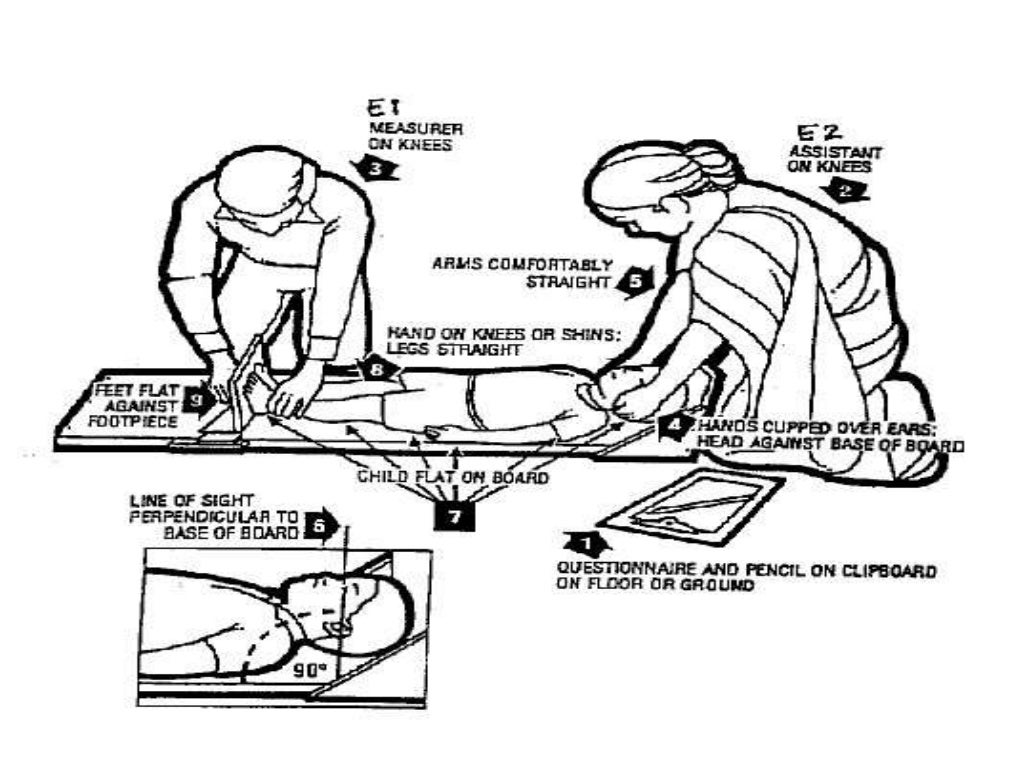 E1
MEASURER
ON KNEES
3
E2
ASSISTANT
ON KNEES
2
ARMS COMFORTABLY
STRAIGHT
5
HAND ON KNEES OR SHINS:
LEGS STRAIGHT
8
FEET FLAT
AGAINST
FOOTPIECE
9
4
HANDS CUPPED OVER EARS:
HEAD AGAINST BASE OF BOARD
CHILD FLAT ON BOARD
7
LINE OF SIGHT
PERPENDICULAR TO
BASE OF BOARD
6
1
QUESTIONNAIRE AND PENCIL ON CLIPBOARD
ON FLOOR OR GROUND
90°